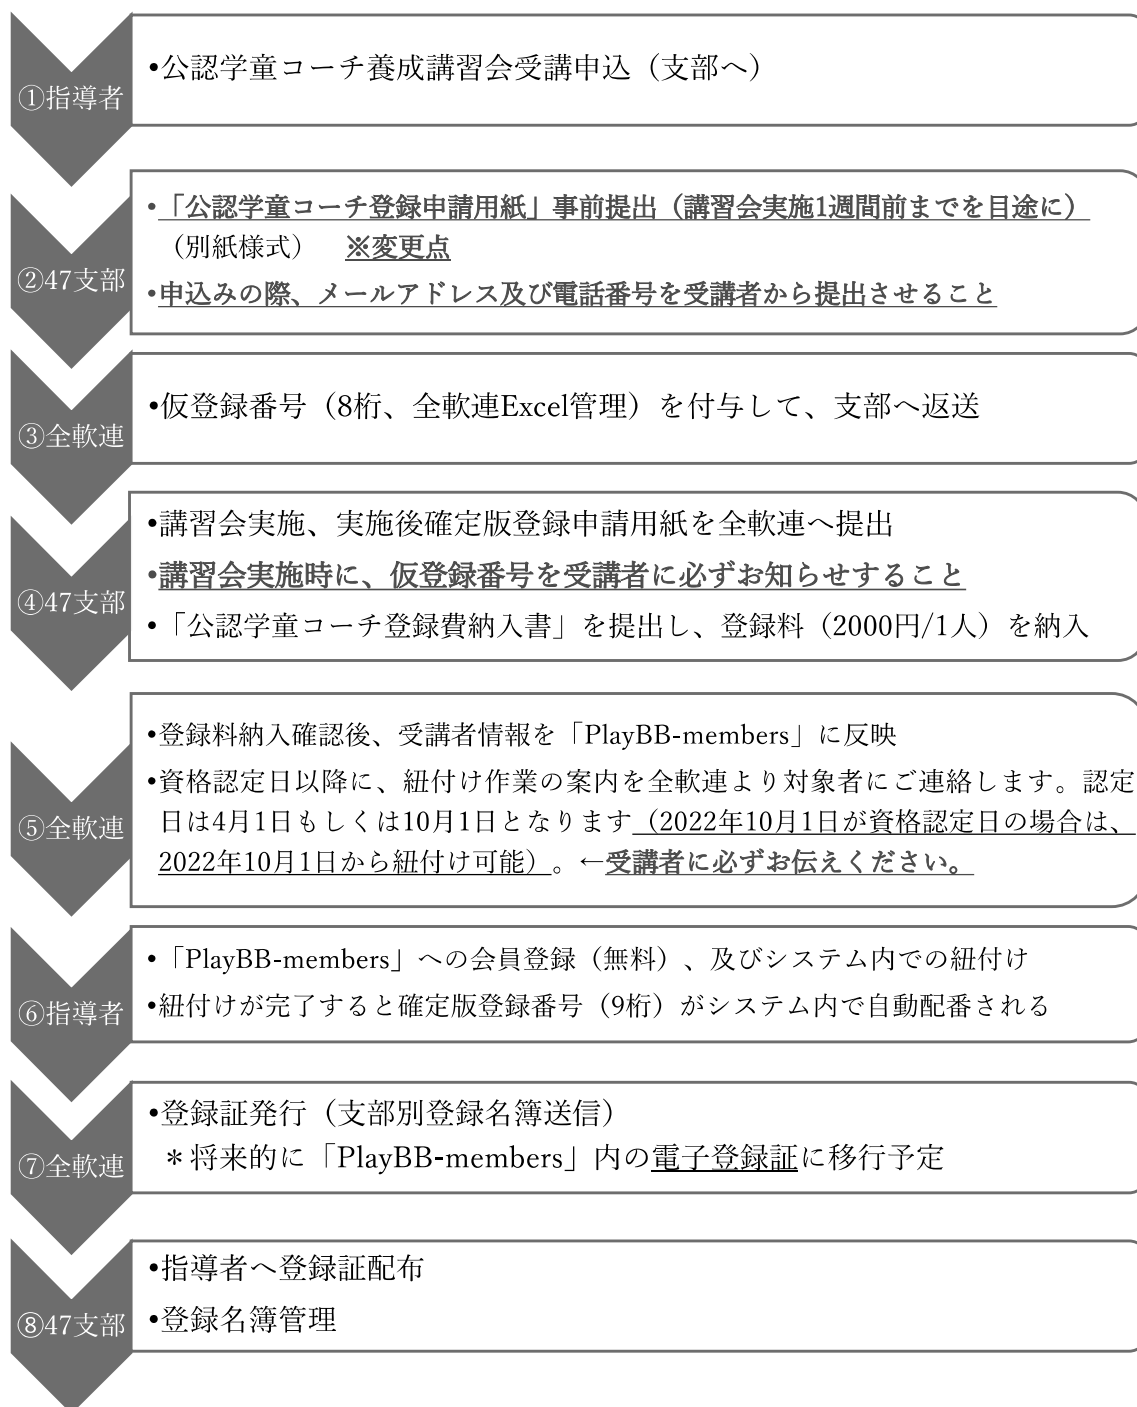 ①指導者
•公認学童コーチ養成講習会受講申込（支部へ）
②47支部
•「公認学童コーチ登録申請用紙」事前提出（講習会実施1週間前までを目途に）
（別紙様式）　※変更点
•申込みの際、メールアドレス及び電話番号を受講者から提出させること
③全軟連
•仮登録番号（8桁、全軟連Excel管理）を付与して、支部へ返送
④47支部
•講習会実施、実施後確定版登録申請用紙を全軟連へ提出
•講習会実施時に、仮登録番号を受講者に必ずお知らせすること
•「公認学童コーチ登録費納入書」を提出し、登録料（2000円/1人）を納入
⑤全軟連
•登録料納入確認後、受講者情報を「PlayBB-members」に反映
•資格認定日以降に、紐付け作業の案内を全軟連より対象者にご連絡します。認定
日は4月1日もしくは10月1日となります（2022年10月1日が資格認定日の場合は、
2022年10月1日から紐付け可能）。←受講者に必ずお伝えください。
⑥指導者
•「PlayBB-members」への会員登録（無料）、及びシステム内での紐付け
•紐付けが完了すると確定版登録番号（9桁）がシステム内で自動配番される
⑦全軟連
•登録証発行（支部別登録名簿送信）
＊将来的に「PlayBB-members」内の電子登録証に移行予定
⑧47支部
•指導者へ登録証配布
•登録名簿管理